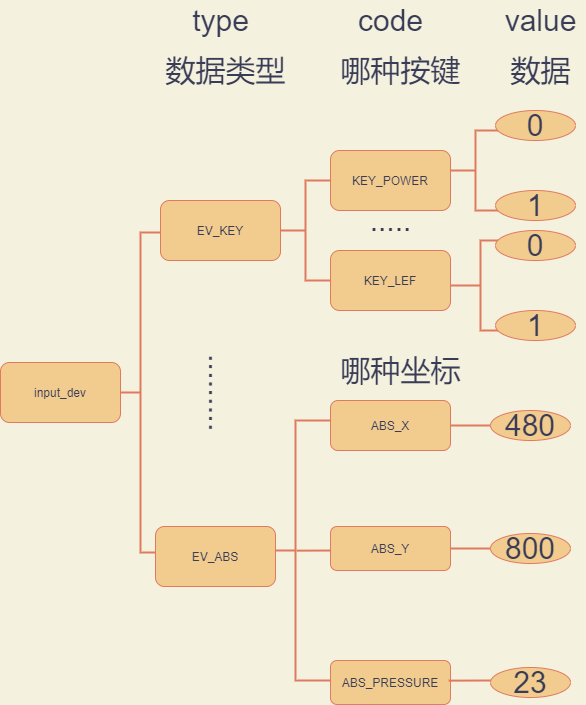 type
code
value
数据类型
哪种按键
数据
0
KEY_POWER
1
EV_KEY
.....
0
KEY_LEF
1
哪种坐标
input_dev
ABS_X
480
EV_ABS
ABS_Y
800
ABS_PRESSURE
23